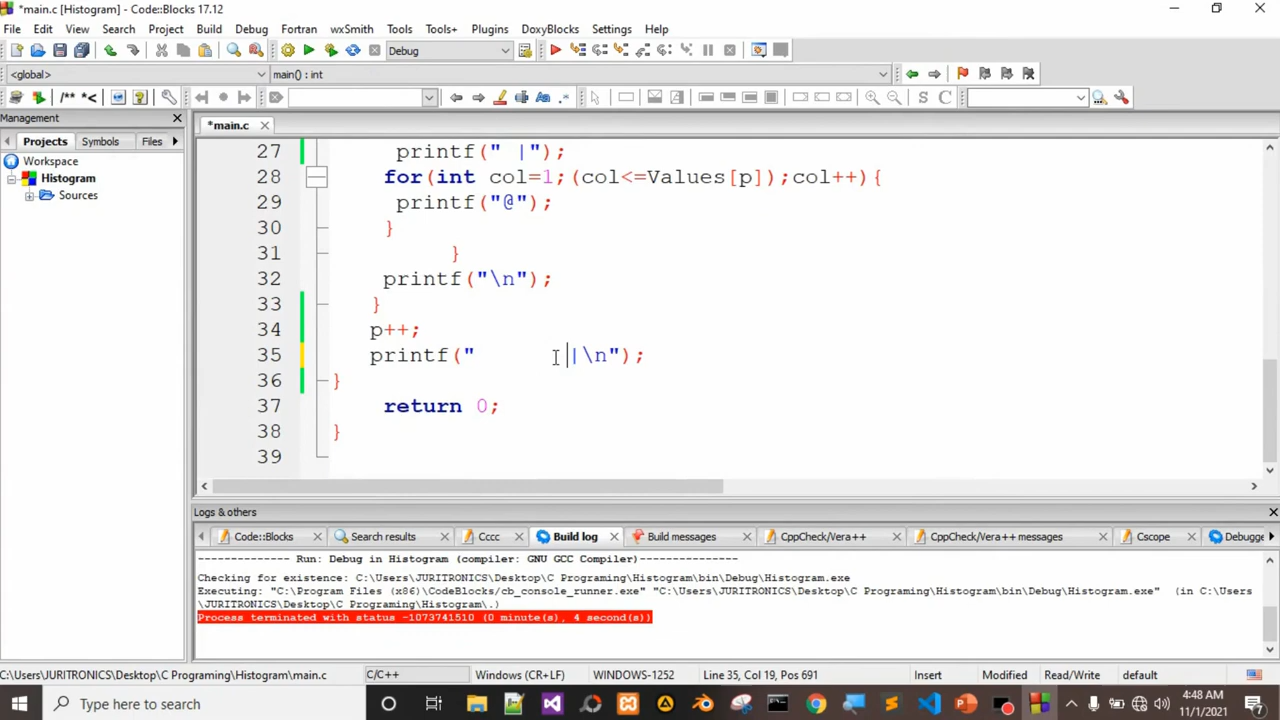 *main.c [Histogram] - Code::Blocks 17.12
File Edit View Search Project Build Debug Fortran wxSmith Tools Tools+ Plugins DoxyBlocks Settings Help
Debug
<global> main() : int
/** *<
Management
*main.c
Projects Symbols Files
Workspace
Histogram
Sources
27 printf(" |");
28 for(int col=1;(col<=Values[p]);col++){
29 printf("@");
30 }
31 }
32 printf("\n");
33 }
34 p++;
35 printf("       |\n");
36 }
37 return 0;
38 }
39
Logs & others
Code::Blocks Search results Cccc Build log Build messages CppCheck/Vera++ CppCheck/Vera++ messages Cscope Debugge
-------------- Run: Debug in Histogram (compiler: GNU GCC Compiler)---------------
Checking for existence: C:\Users\JURITRONICS\Desktop\C Programing\Histogram\bin\Debug\Histogram.exe
Executing: "C:\Program Files (x86)\CodeBlocks/cb_console_runner.exe" "C:\Users\JURITRONICS\Desktop\C Programing\Histogram\bin\Debug\Histogram.exe" (in C:\Users
\JURITRONICS\Desktop\C Programing\Histogram\.)
Process terminated with status -1073741510 (0 minute(s), 4 second(s))
C:\Users\JURITRONICS\Desktop\C Programing\Histogram\main.c C/C++ Windows (CR+LF) WINDOWS-1252 Line 35, Col 19, Pos 691 Insert Modified Read/Write default
Type here to search
4:48 AM
11/1/2021
7